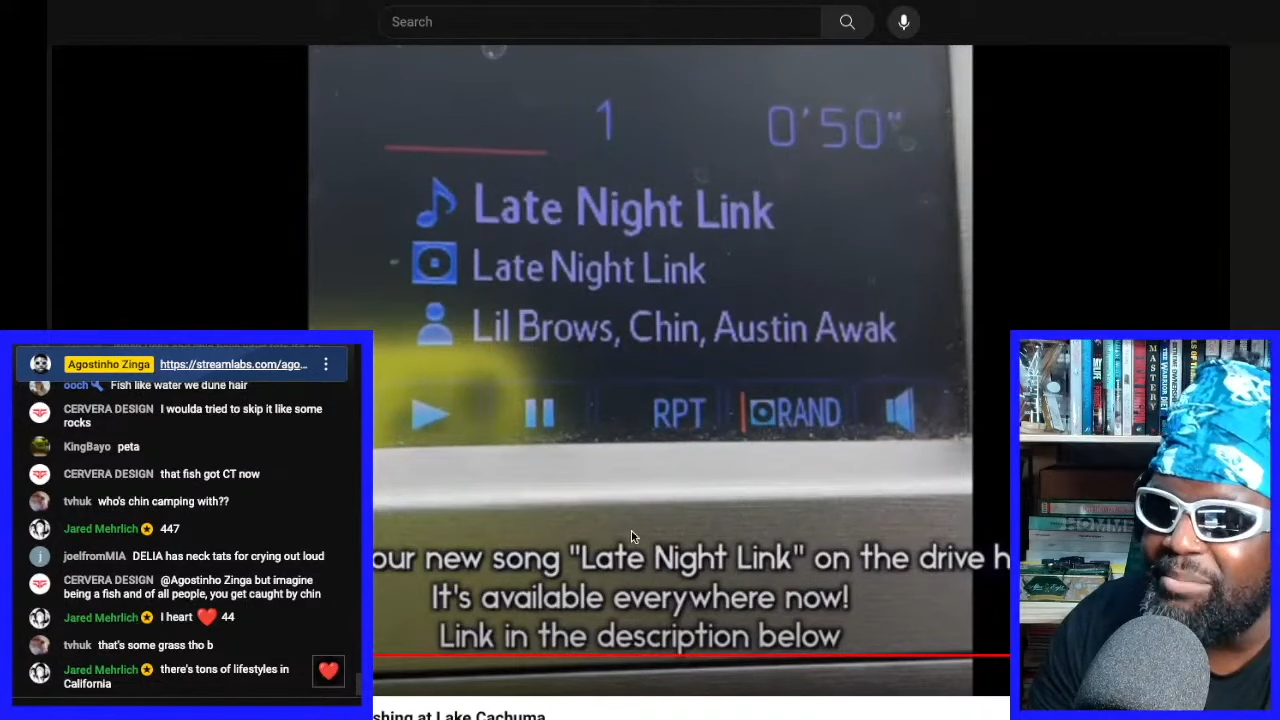 Search
1
0'50"
Late Night Link
Late Night Link
Lil Brows, Chin, Austin Awak
RPT
RAND
our new song "Late Night Link" on the drive h
It's available everywhere now!
Link in the description below
shing at Lake Cachuma
Agostinho Zinga https://streamlabs.com/ago...
ooch Fish like water we dune hair
CERVERA DESIGN I woulda tried to skip it like some
rocks
KingBayo peta
CERVERA DESIGN that fish got CT now
tvhuk who's chin camping with??
Jared Mehrlich 447
joelfromMIA DELIA has neck tats for crying out loud
CERVERA DESIGN @Agostinho Zinga but imagine
being a fish and of all people, you get caught by chin
Jared Mehrlich I heart ❤️ 44
tvhuk that's some grass tho b
Jared Mehrlich there's tons of lifestyles in
California
MASTERY
THE WARRIOR DIET